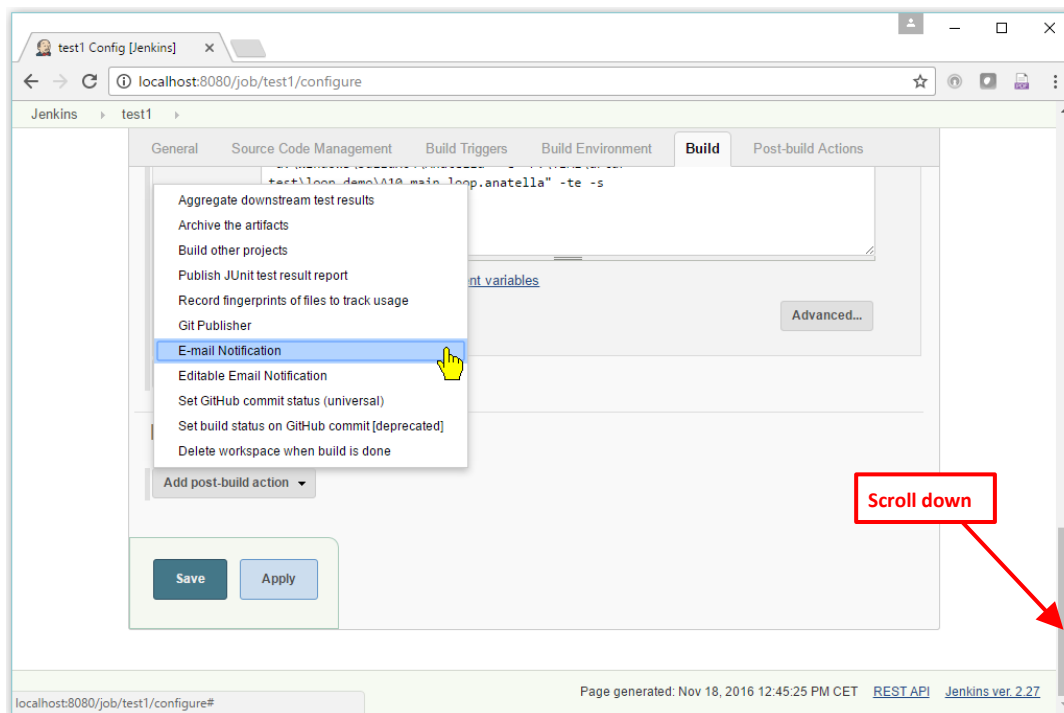 test1 Config [Jenkins]
localhost:8080/job/test1/configure
Jenkins test1
General Source Code Management Build Triggers Build Environment Build Post-build Actions
test\loop_demo\A10_main_loop.anatella" -te -s
Aggregate downstream test results
Archive the artifacts
Build other projects
Publish JUnit test result report
nt variables
Record fingerprints of files to track usage
Advanced...
Git Publisher
E-mail Notification
Editable Email Notification
Set GitHub commit status (universal)
Set build status on GitHub commit [deprecated]
Delete workspace when build is done
Add post-build action
Scroll down
Save Apply
Page generated: Nov 18, 2016 12:45:25 PM CET REST API Jenkins ver. 2.27
localhost:8080/job/test1/configure#